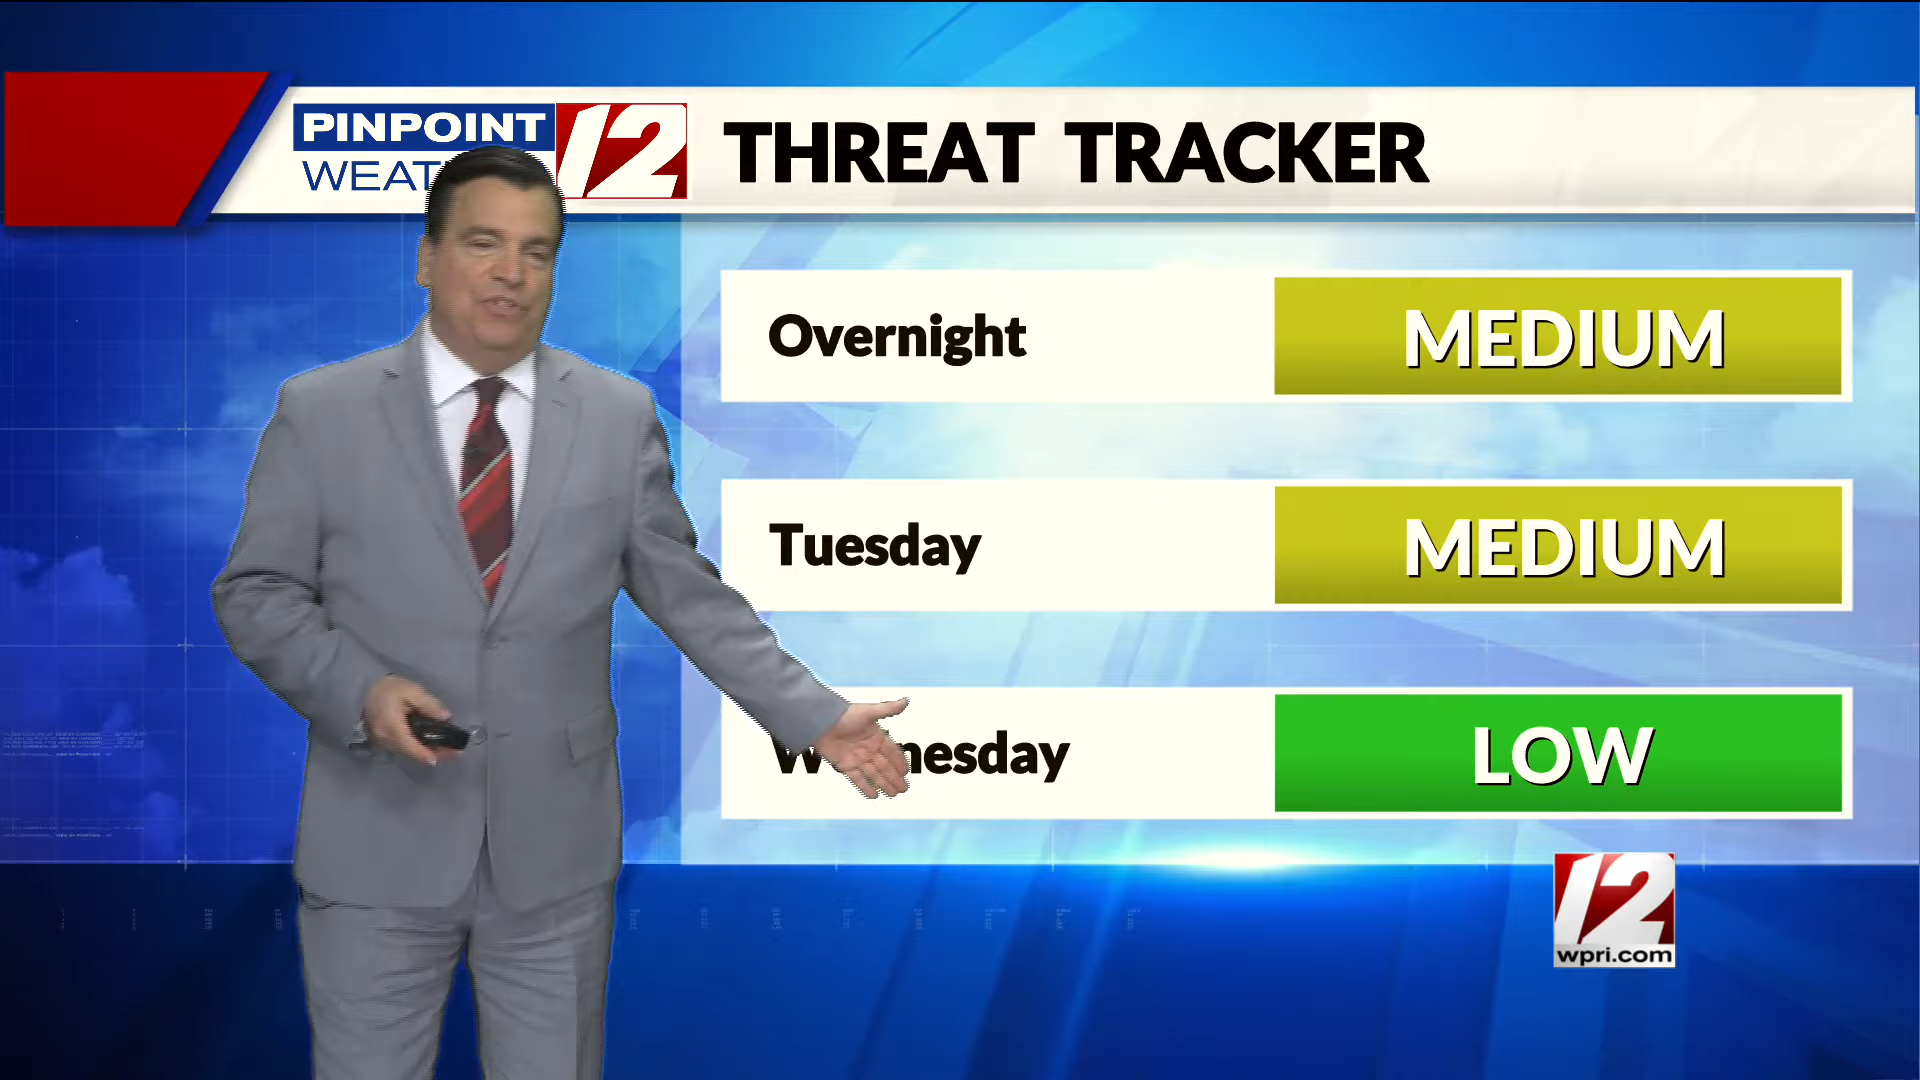 PINPOINT
WEAT
12
THREAT TRACKER
Overnight MEDIUM
Tuesday MEDIUM
W nesday LOW
12
wpri.com